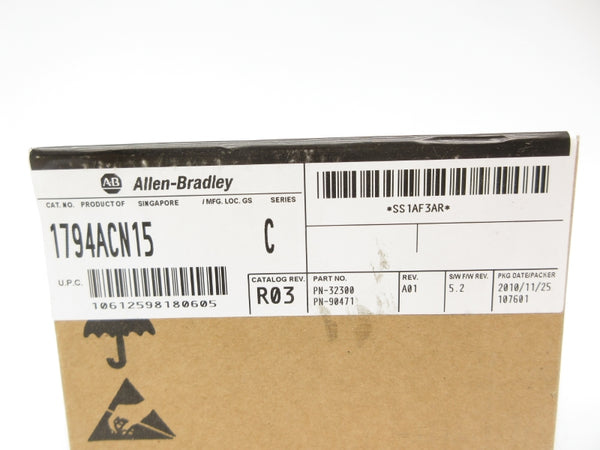 AB Allen-Bradley
CAT. NO. PRODUCT OF SINGAPORE / MFG. LOC. GS SERIES
1794ACN15 C
U.P.C.
10612598180605
CATALOG REV.
R03
*SS1AF3AR*
PART NO.
PN-32300
PN-90471
REV.
A01
S/W F/W REV.
5.2
PKG DATE/PACKER
2010/11/25
107601